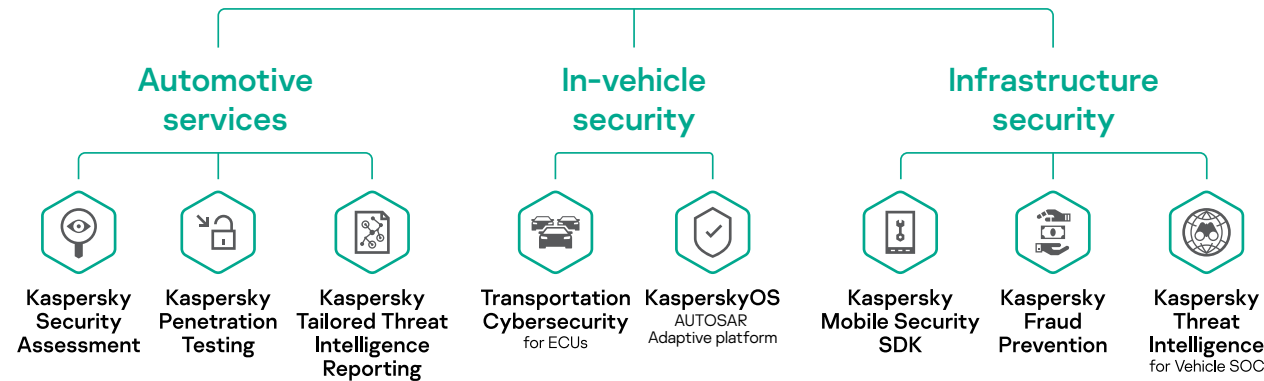 Automotive
services
In-vehicle
security
Infrastructure
security
Kaspersky
Security
Assessment
Kaspersky
Penetration
Testing
Kaspersky
Tailored Threat
Intelligence
Reporting
Transportation
Cybersecurity
for ECUs
KasperskyOS
AUTOSAR
Adaptive platform
Kaspersky
Mobile Security
SDK
Kaspersky
Fraud
Prevention
Kaspersky
Threat
Intelligence
for Vehicle SOC